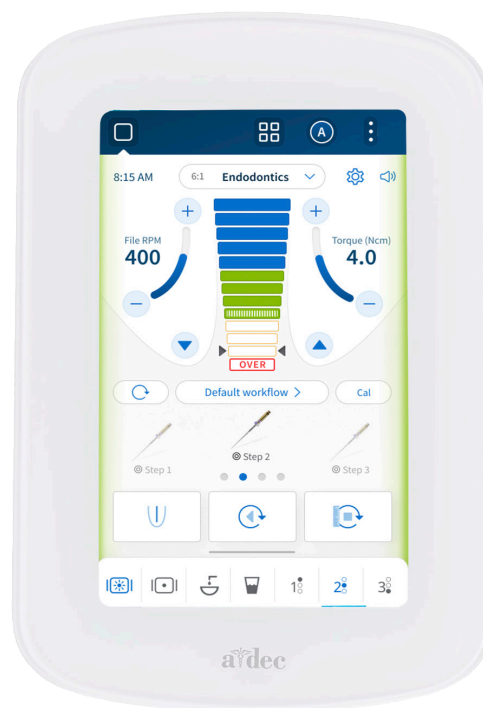 A
8:15 AM
6:1 Endodontics
File RPM
400
Torque (Ncm)
4.0
OVER
Default workflow >
Cal
Step 1
Step 2
Step 3
1
2
3
a dec